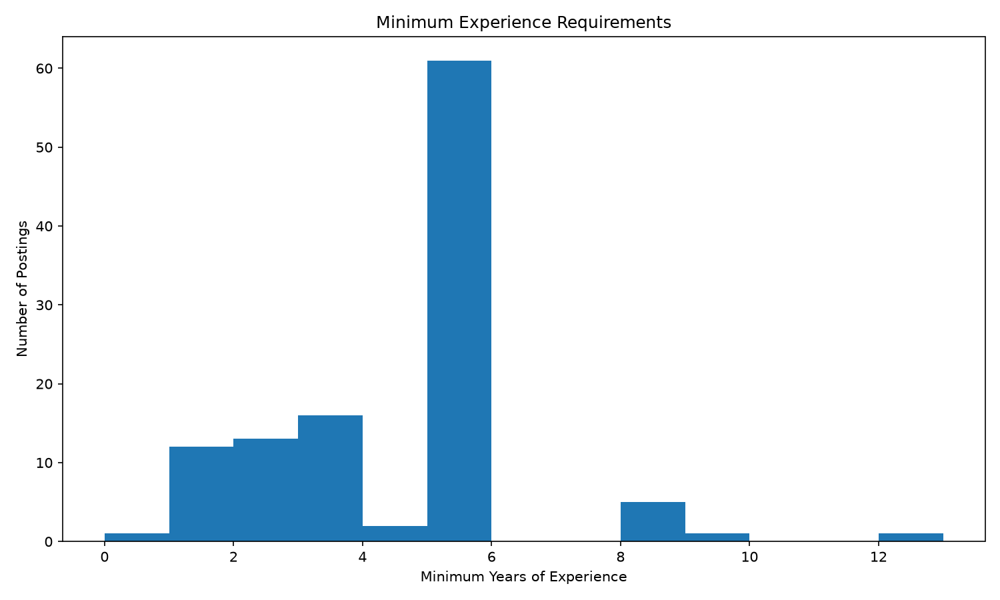 Minimum Experience Requirements
Number of Postings
60
50
40
30
20
10
0
0 2 4 6 8 10 12
Minimum Years of Experience